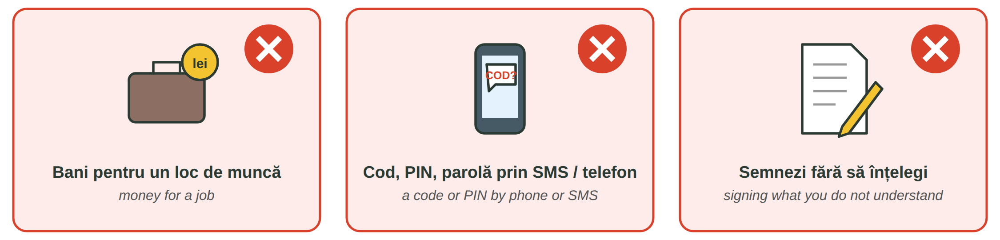 lei
Bani pentru un loc de muncă
money for a job
COD?
Cod, PIN, parolă prin SMS / telefon
a code or PIN by phone or SMS
Semnezi fără să înțelegi
signing what you do not understand